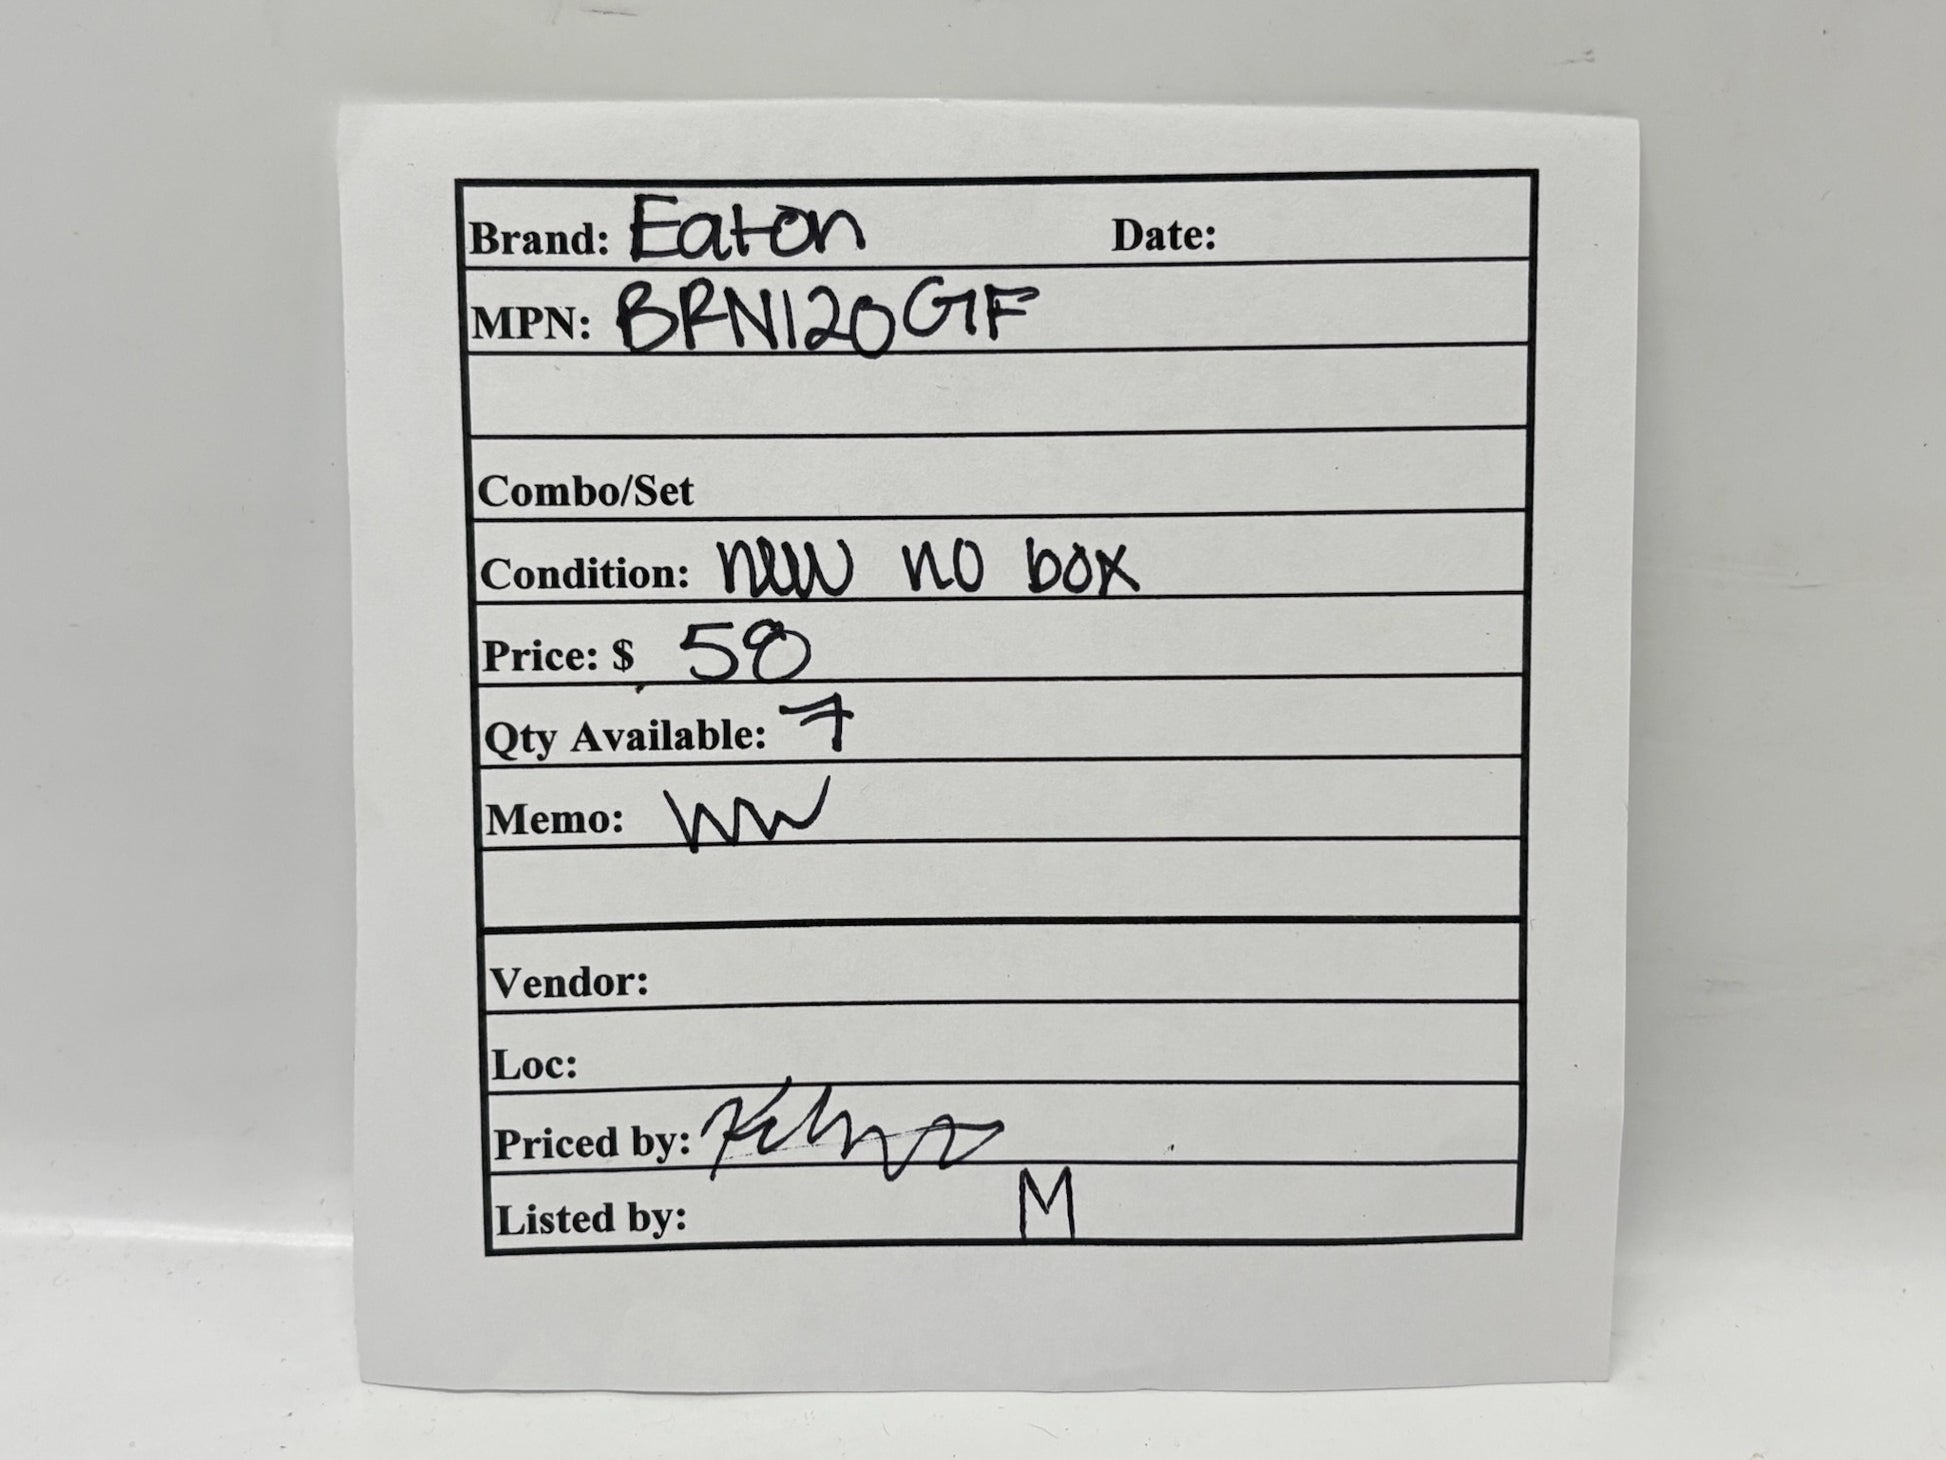 Brand: Eaton Date:
MPN: BRN120GF
Combo/Set
Condition: new no box
Price: $ 58
Qty Available: 7
Memo:
Vendor:
Loc:
Priced by:
Listed by: M